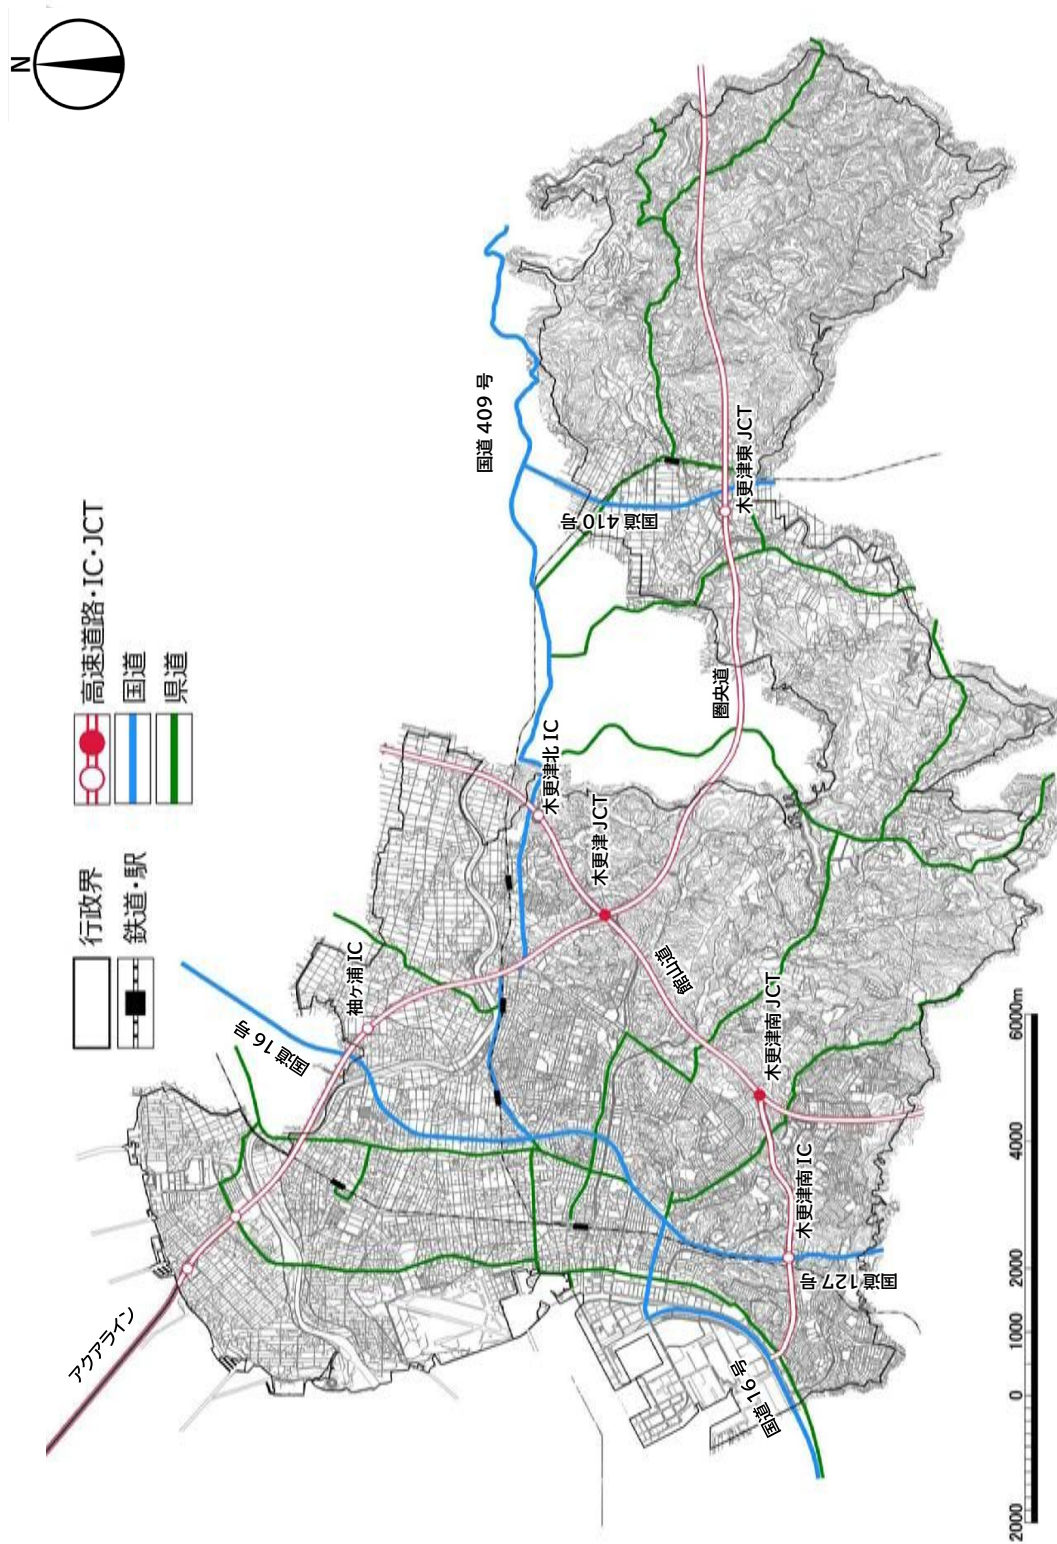 N
行政界
鉄道・駅
高速道路・IC・JCT
国道
県道
アクアライン
国道 16 号
袖ヶ浦 IC
木更津北 IC
木更津 JCT
国道 409 号
国道 410 号
木更津東 JCT
圏央道
館山道
木更津南 JCT
木更津南 IC
国道 127 号
国道 16 号
2000 0 1000 2000 4000 6000m